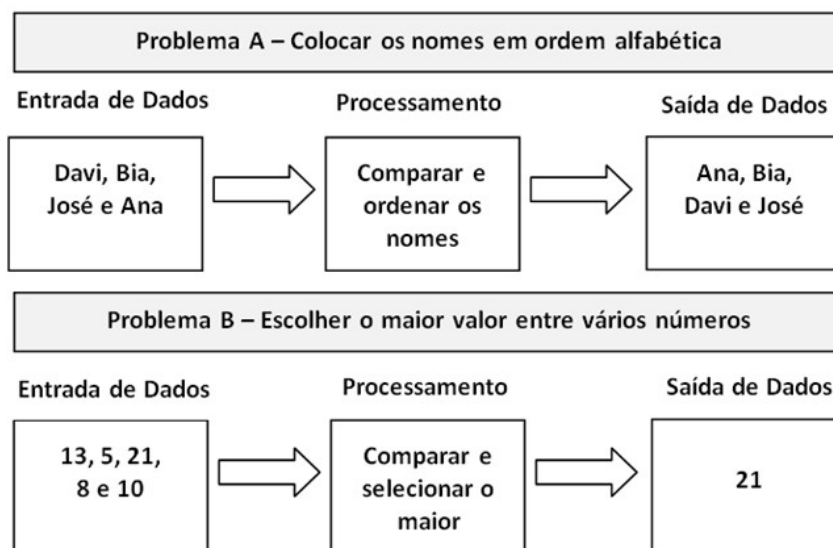 Problema A – Colocar os nomes em ordem alfabética
Entrada de Dados
Processamento
Saída de Dados
Davi, Bia,
José e Ana
Comparar e
ordenar os
nomes
Ana, Bia,
Davi e José
Problema B – Escolher o maior valor entre vários números
Entrada de Dados
Processamento
Saída de Dados
13, 5, 21,
8 e 10
Comparar e
selecionar o
maior
21